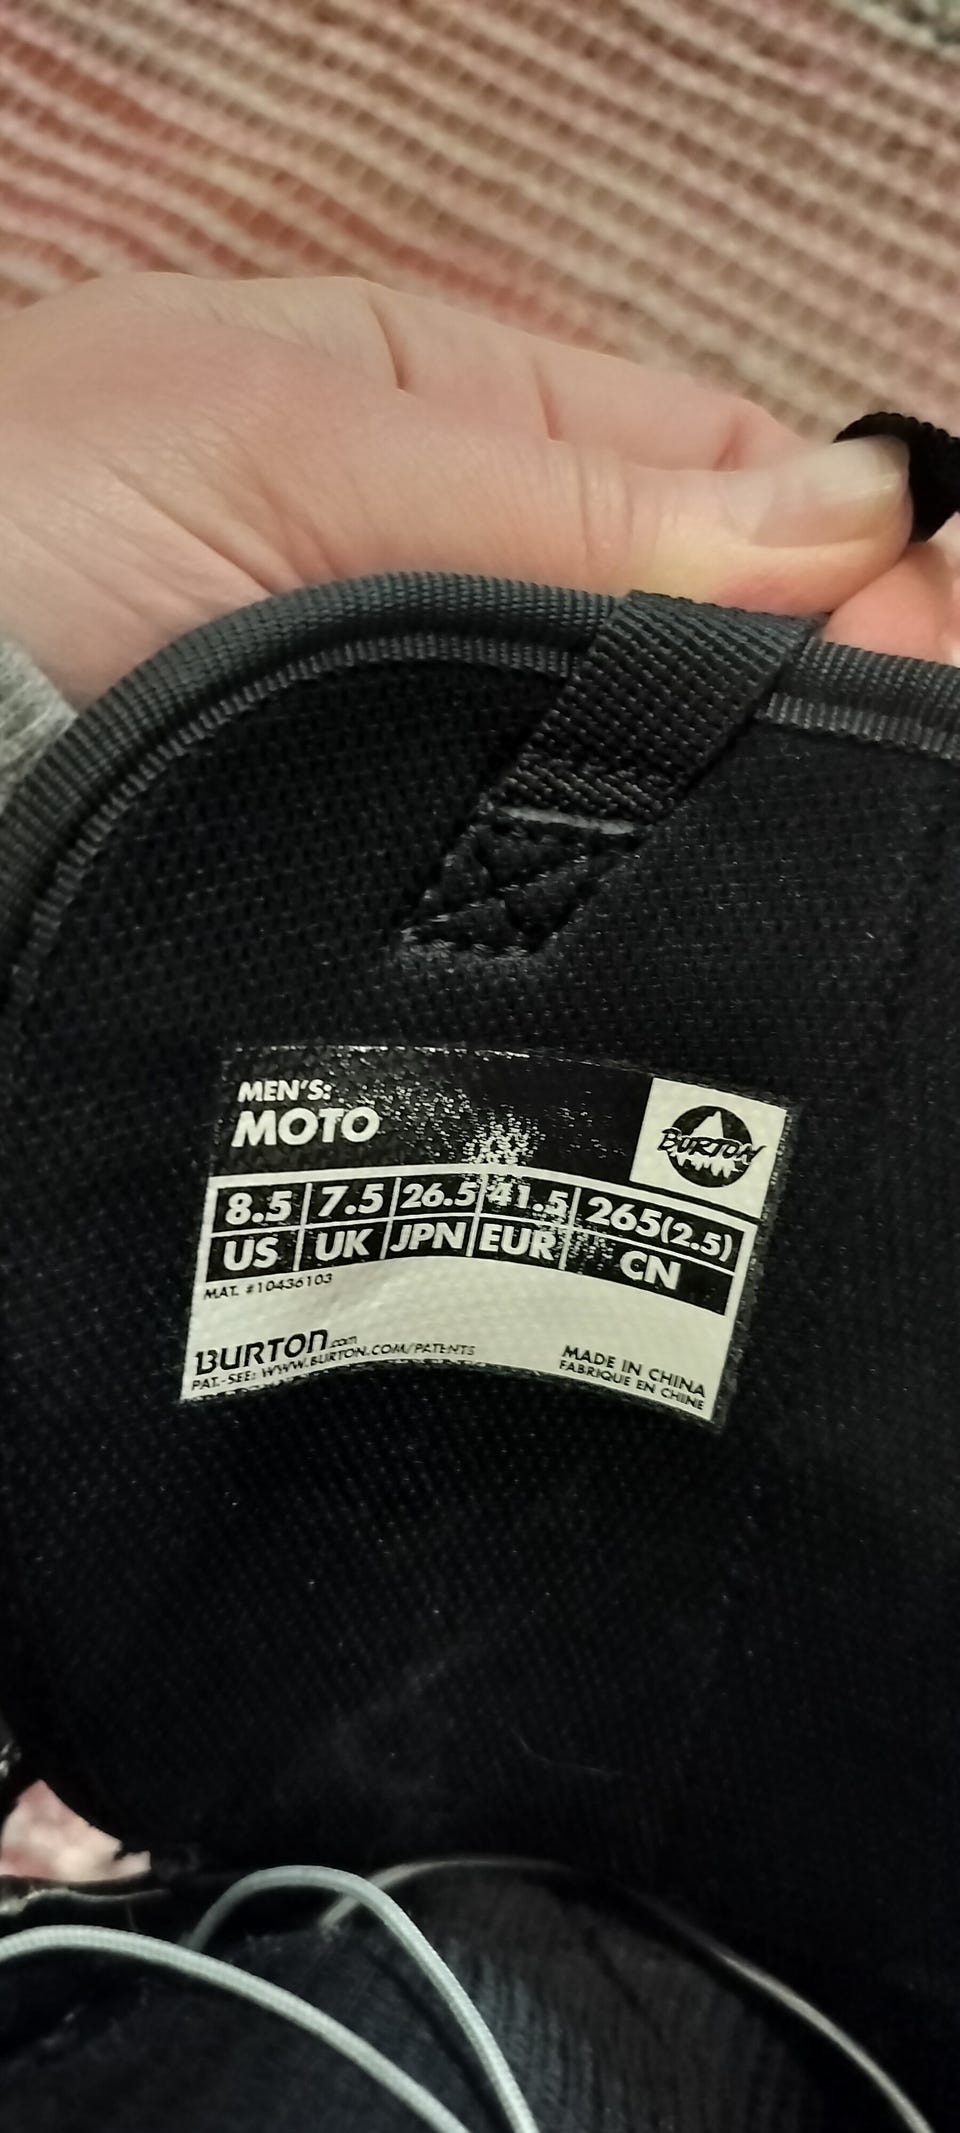 MEN'S:
MOTO
BURTON
8.5 7.5 26.5 41.5 265(2.5)
US UK JPN EUR CN
MAT. #10436103
BURTON.com
PAT.-SEE: WWW.BURTON.COM/PATENTS
MADE IN CHINA
FABRIQUE EN CHINE